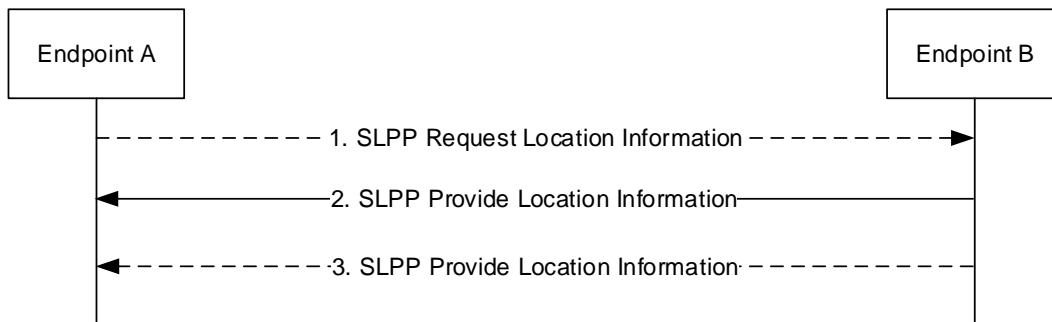 Endpoint A
Endpoint B
1. SLPP Request Location Information
2. SLPP Provide Location Information
3. SLPP Provide Location Information